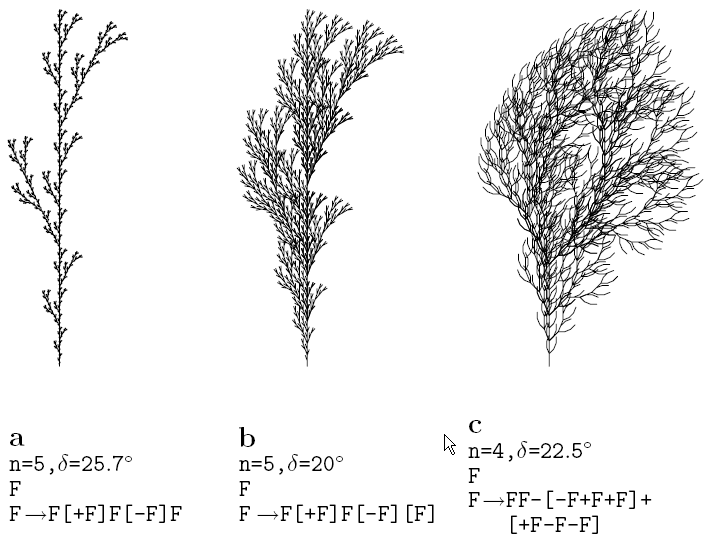 a
n=5,δ=25.7°
F
F→F[+F]F[-F]F
b
n=5,δ=20°
F
F→F[+F]F[-F][F]
c
n=4,δ=22.5°
F
F→FF-[-F+F+F]+
[+F-F-F]